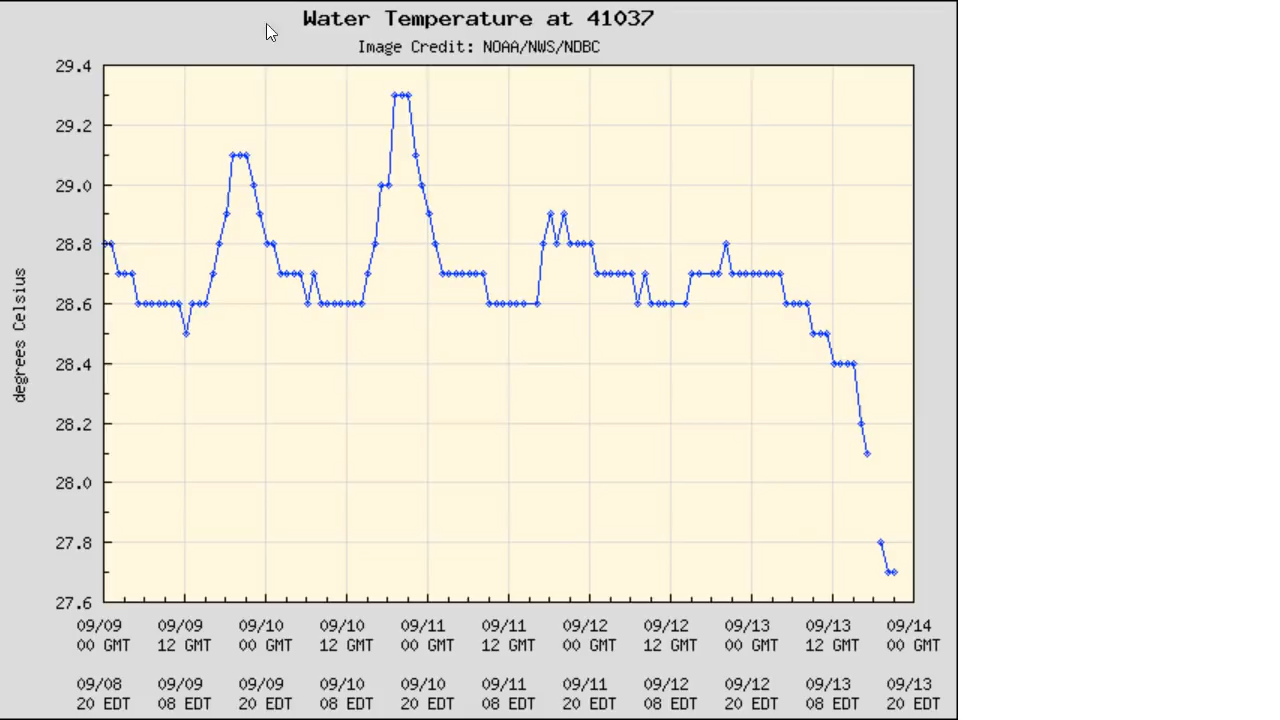 Water Temperature at 41037
Image Credit: NOAA/NWS/NDBC
29.4
29.2
29.0
28.8
28.6
28.4
28.2
28.0
27.8
27.6
degrees Celsius
09/09 09/09 09/10 09/10 09/11 09/11 09/12 09/12 09/13 09/13 09/14
00 GMT 12 GMT 00 GMT 12 GMT 00 GMT 12 GMT 00 GMT 12 GMT 00 GMT 12 GMT 00 GMT
09/08 09/09 09/09 09/10 09/10 09/11 09/11 09/12 09/12 09/13 09/13
20 EDT 08 EDT 20 EDT 08 EDT 20 EDT 08 EDT 20 EDT 08 EDT 20 EDT 08 EDT 20 EDT